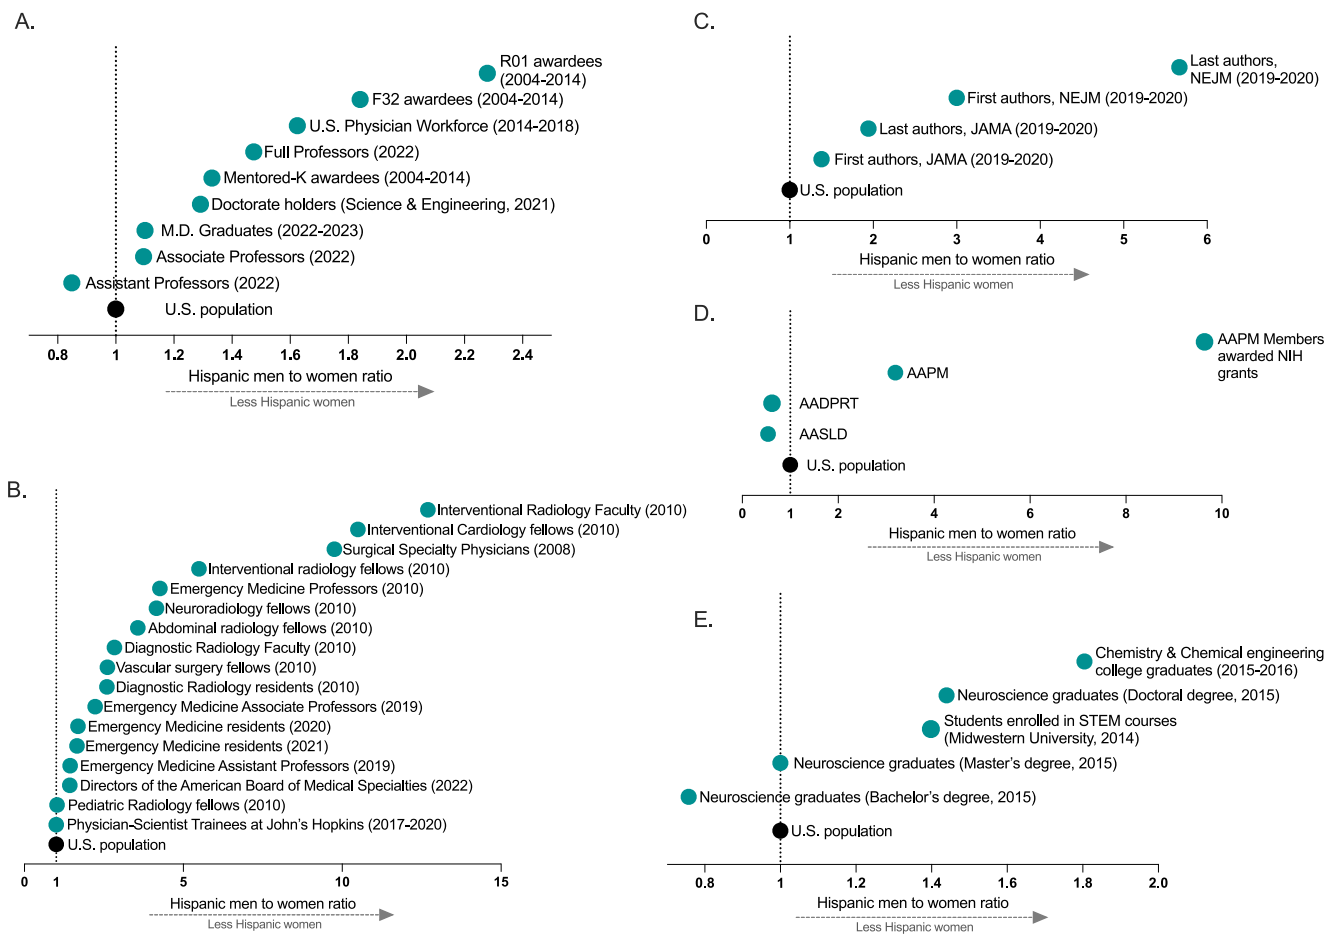 A.
R01 awardees
(2004-2014)
F32 awardees (2004-2014)
U.S. Physician Workforce (2014-2018)
Full Professors (2022)
Mentored-K awardees (2004-2014)
Doctorate holders (Science & Engineering, 2021)
M.D. Graduates (2022-2023)
Associate Professors (2022)
Assistant Professors (2022)
U.S. population
0.8 1 1.2 1.4 1.6 1.8 2.0 2.2 2.4
Hispanic men to women ratio
Less Hispanic women
B.
Interventional Radiology Faculty (2010)
Interventional Cardiology fellows (2010)
Surgical Specialty Physicians (2008)
Interventional radiology fellows (2010)
Emergency Medicine Professors (2010)
Neuroradiology fellows (2010)
Abdominal radiology fellows (2010)
Diagnostic Radiology Faculty (2010)
Vascular surgery fellows (2010)
Diagnostic Radiology residents (2010)
Emergency Medicine Associate Professors (2019)
Emergency Medicine residents (2020)
Emergency Medicine residents (2021)
Emergency Medicine Assistant Professors (2019)
Directors of the American Board of Medical Specialties (2022)
Pediatric Radiology fellows (2010)
Physician-Scientist Trainees at John's Hopkins (2017-2020)
U.S. population
0 1 5 10 15
Hispanic men to women ratio
Less Hispanic women
C.
Last authors,
NEJM (2019-2020)
First authors, NEJM (2019-2020)
Last authors, JAMA (2019-2020)
First authors, JAMA (2019-2020)
U.S. population
0 1 2 3 4 5 6
Hispanic men to women ratio
Less Hispanic women
D.
AAPM Members
awarded NIH
grants
AAPM
AADPRT
AASLD
U.S. population
0 1 2 4 6 8 10
Hispanic men to women ratio
Less Hispanic women
E.
Chemistry & Chemical engineering
college graduates (2015-2016)
Neuroscience graduates (Doctoral degree, 2015)
Students enrolled in STEM courses
(Midwestern University, 2014)
Neuroscience graduates (Master's degree, 2015)
Neuroscience graduates (Bachelor's degree, 2015)
U.S. population
0.8 1 1.2 1.4 1.6 1.8 2.0
Hispanic men to women ratio
Less Hispanic women